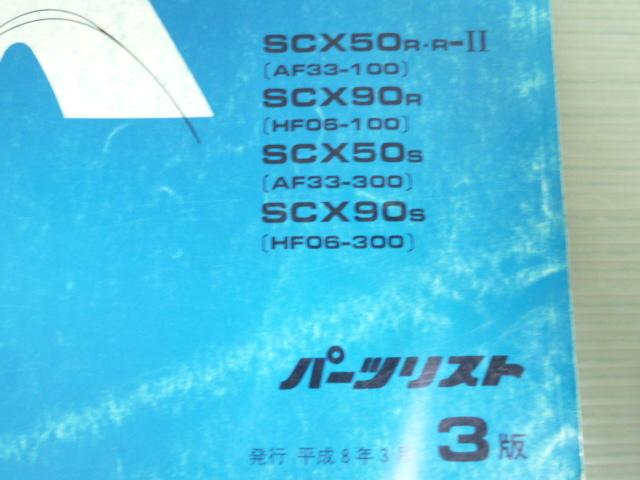 SCX50R·R-II
(AF33-100)
SCX90R
(HF06-100)
SCX50S
(AF33-300)
SCX90S
(HF06-300)
パーツリスト
発行 平成8年3月 3版